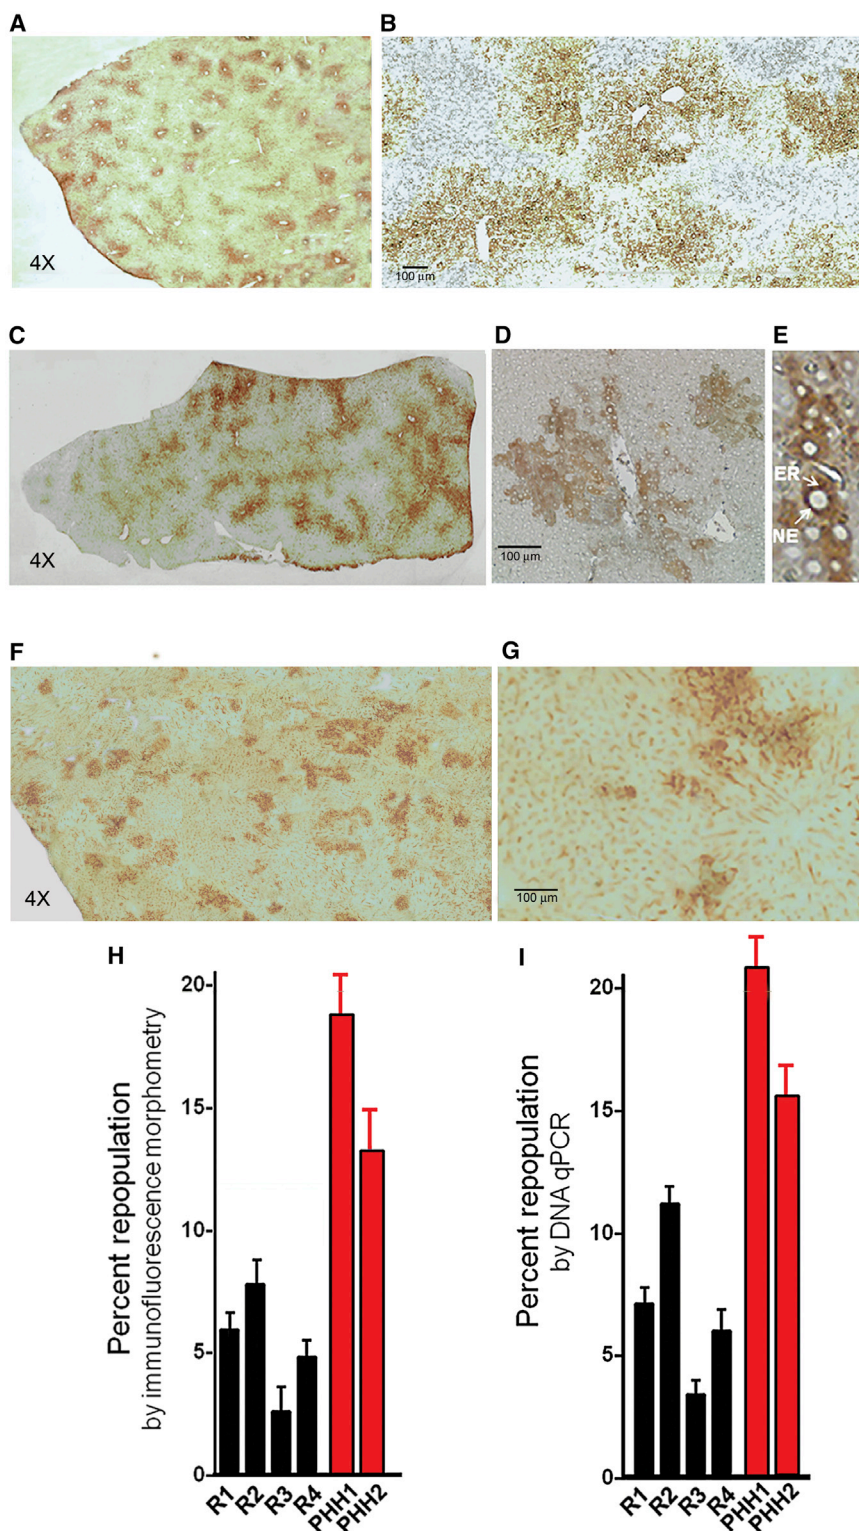 A
B
4X
100 μm
C
D
E
4X
100 μm
ER
NE
F
G
4X
100 μm
H
I
Percent repopulation
by immunofluorescence morphometry
20
15
10
5
0
R1
R2
R3
R4
PHH1
PHH2
Percent repopulation
by DNA qPCR
20
15
10
5
0
R1
R2
R3
R4
PHH1
PHH2